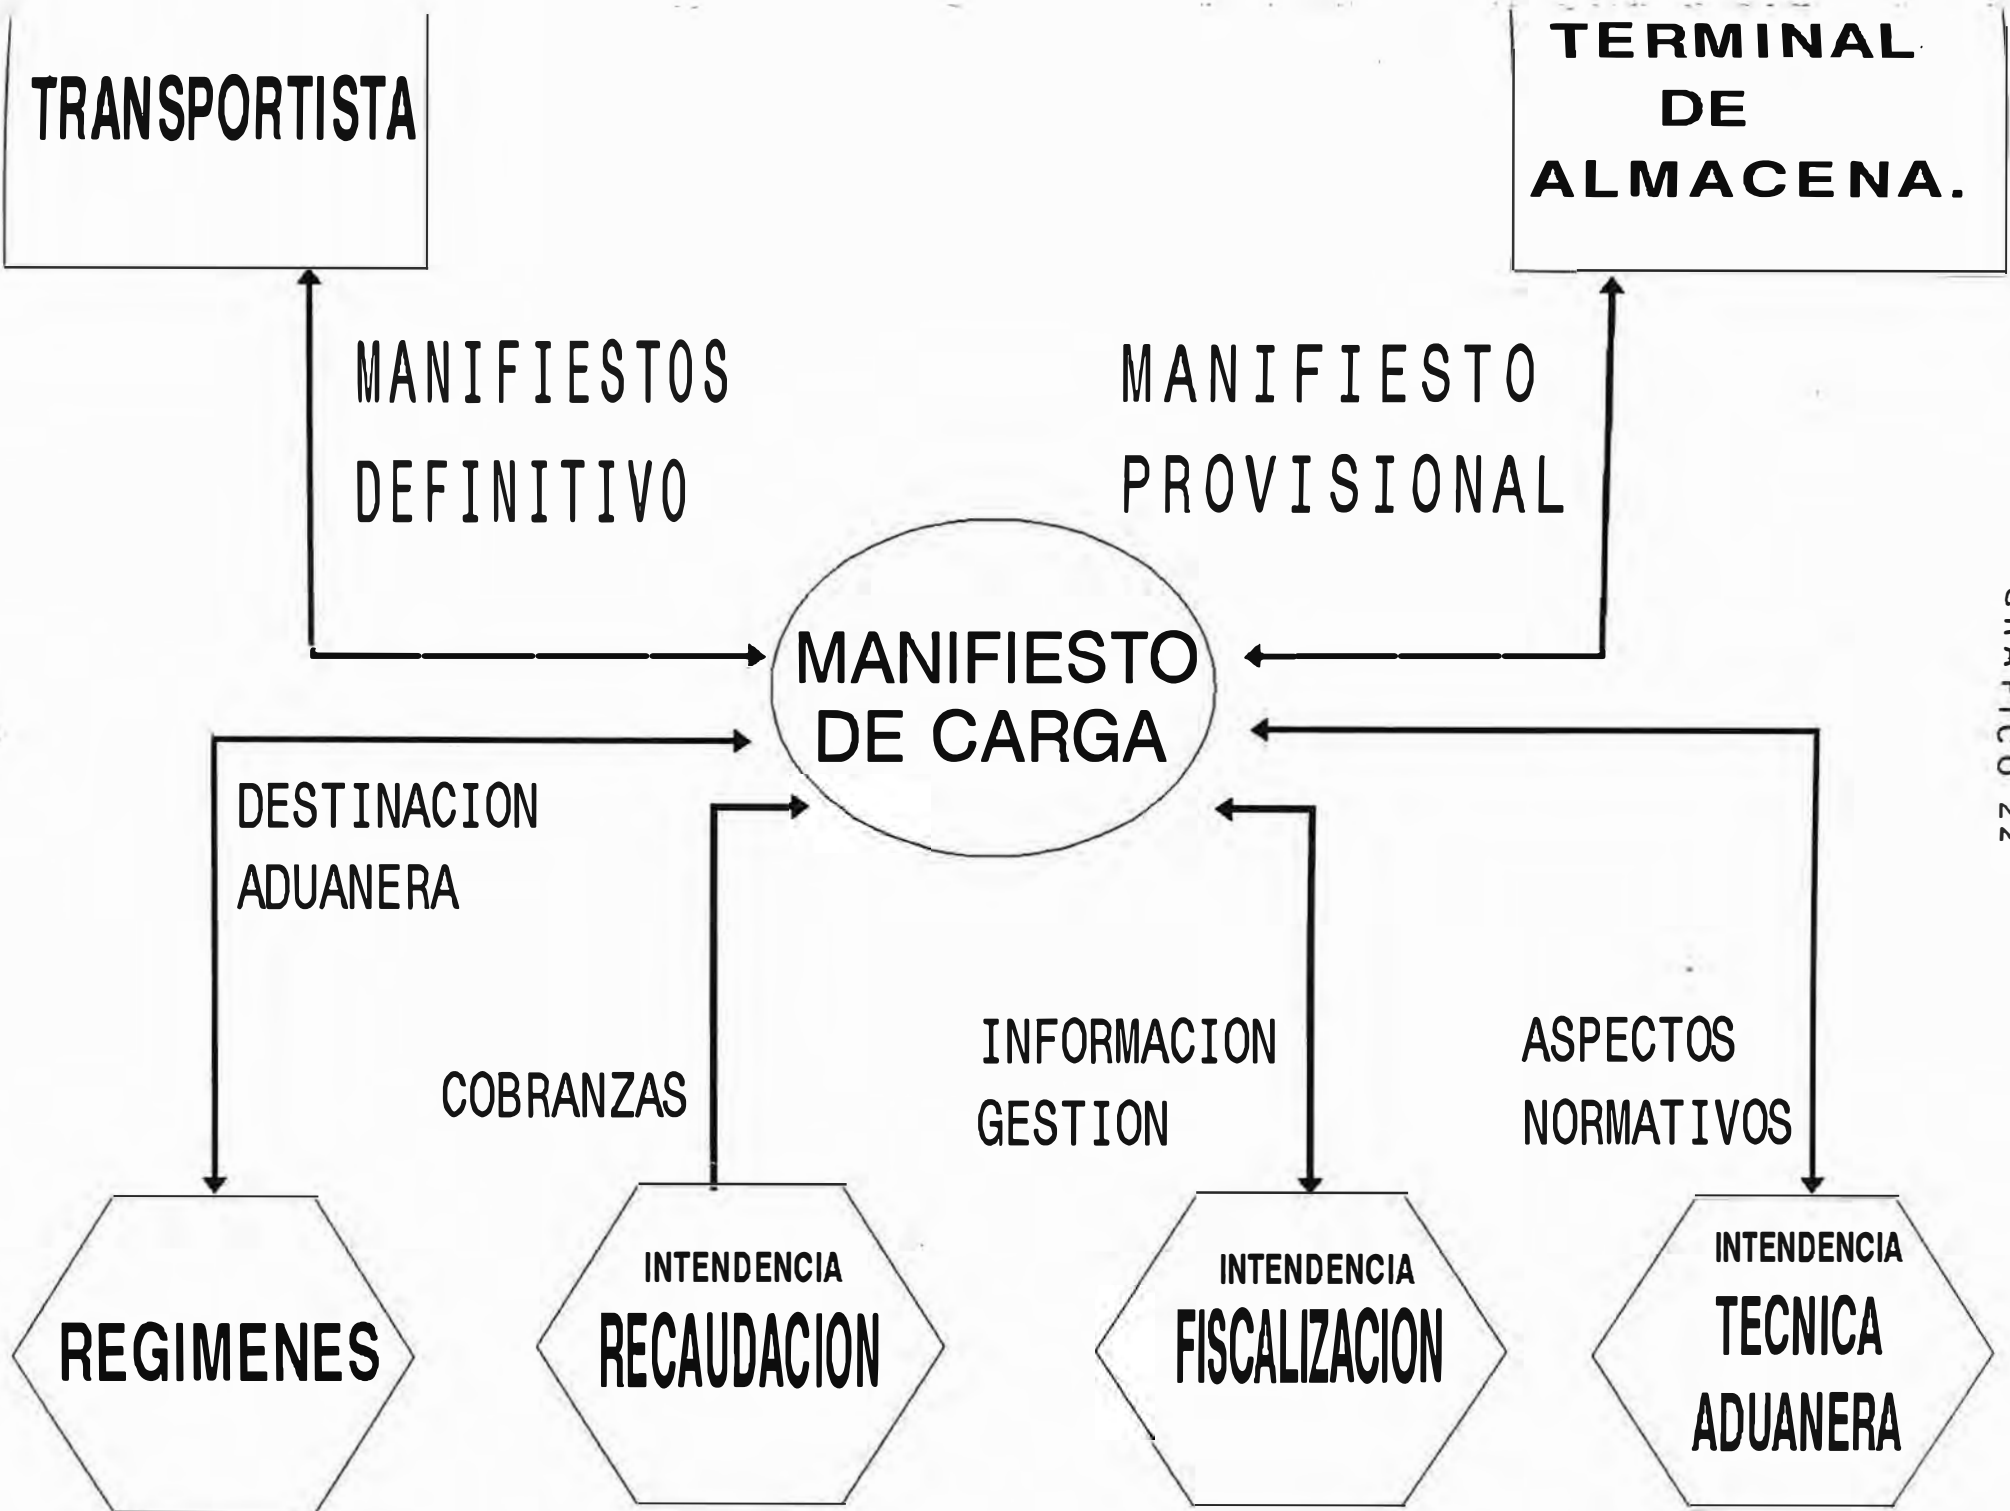 TRANSPORTISTA
TERMINAL
DE
ALMACENA.
MANIFIESTOS
DEFINITIVO
MANIFIESTO
PROVISIONAL
MANIFIESTO
DE CARGA
DESTINACION
ADUANERA
COBRANZAS
INFORMACION
GESTION
ASPECTOS
NORMATIVOS
REGIMENES
INTENDENCIA
RECAUDACION
INTENDENCIA
FISCALIZACION
INTENDENCIA
TECNICA
ADUANERA